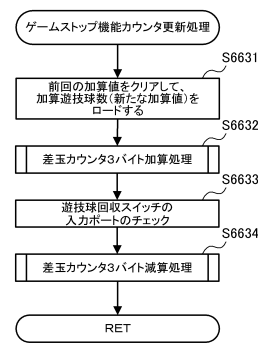 ゲームストップ機能カウンタ更新処理
S6631
前回の加算値をクリアして、
加算遊技球数(新たな加算値)を
ロードする
S6632
差玉カウンタ3バイト加算処理
S6633
遊技球回収スイッチの
入力ポートのチェック
S6634
差玉カウンタ3バイト減算処理
RET